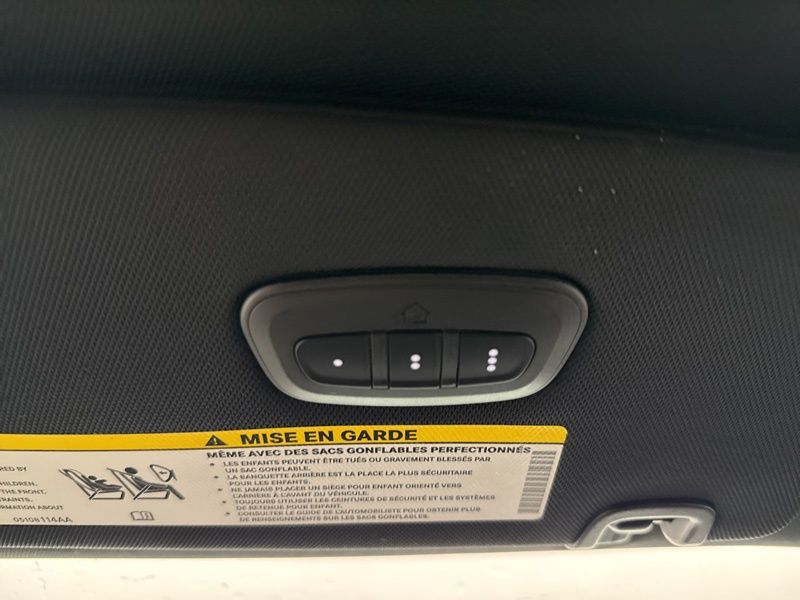 MISE EN GARDE
MÊME AVEC DES SACS GONFLABLES PERFECTIONNÉS
• LES ENFANTS PEUVENT ÊTRE TUÉS OU GRAVEMENT BLESSÉS PAR
UN SAC GONFLABLE.
• LA BANQUETTE ARRIÈRE EST LA PLACE LA PLUS SÉCURITAIRE
POUR LES ENFANTS.
• NE JAMAIS PLACER UN SIÈGE POUR ENFANT ORIENTÉ VERS
L'ARRIÈRE À L'AVANT DU VÉHICULE.
• TOUJOURS UTILISER LES CEINTURES DE SÉCURITÉ ET LES SYSTÈMES
DE RETENUE POUR ENFANT.
• CONSULTER LE GUIDE DE L'AUTOMOBILISTE POUR OBTENIR PLUS
DE RENSEIGNEMENTS SUR LES SACS GONFLABLES.
RED BY
HILDREN.
THE FRONT.
RAINTS.
ORMATION ABOUT
05108114AA